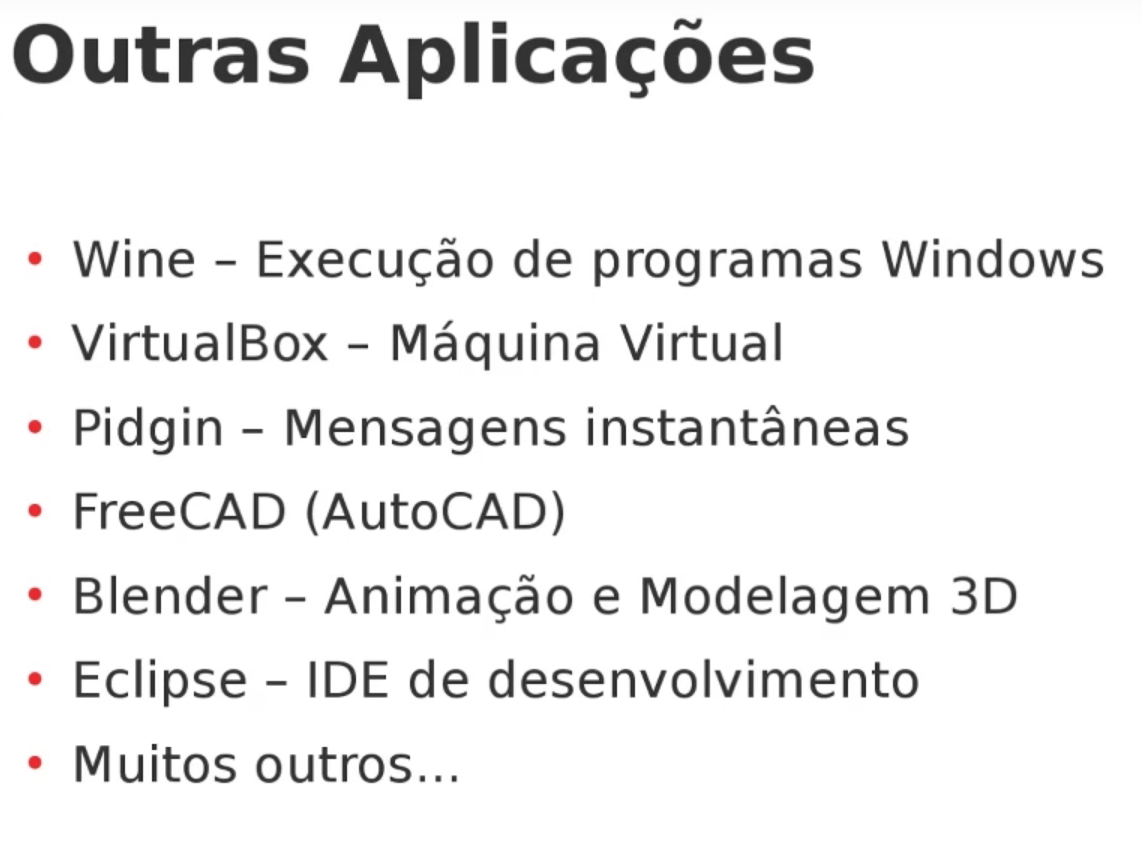 Outras Aplicações
• Wine – Execução de programas Windows
• VirtualBox – Máquina Virtual
• Pidgin – Mensagens instantâneas
• FreeCAD (AutoCAD)
• Blender – Animação e Modelagem 3D
• Eclipse – IDE de desenvolvimento
• Muitos outros...